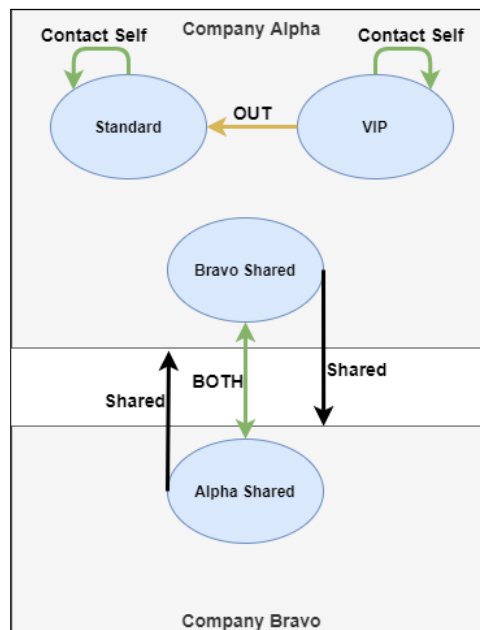 Company Alpha
Contact Self
Contact Self
Standard
OUT
VIP
Bravo Shared
Shared
BOTH
Shared
Alpha Shared
Company Bravo